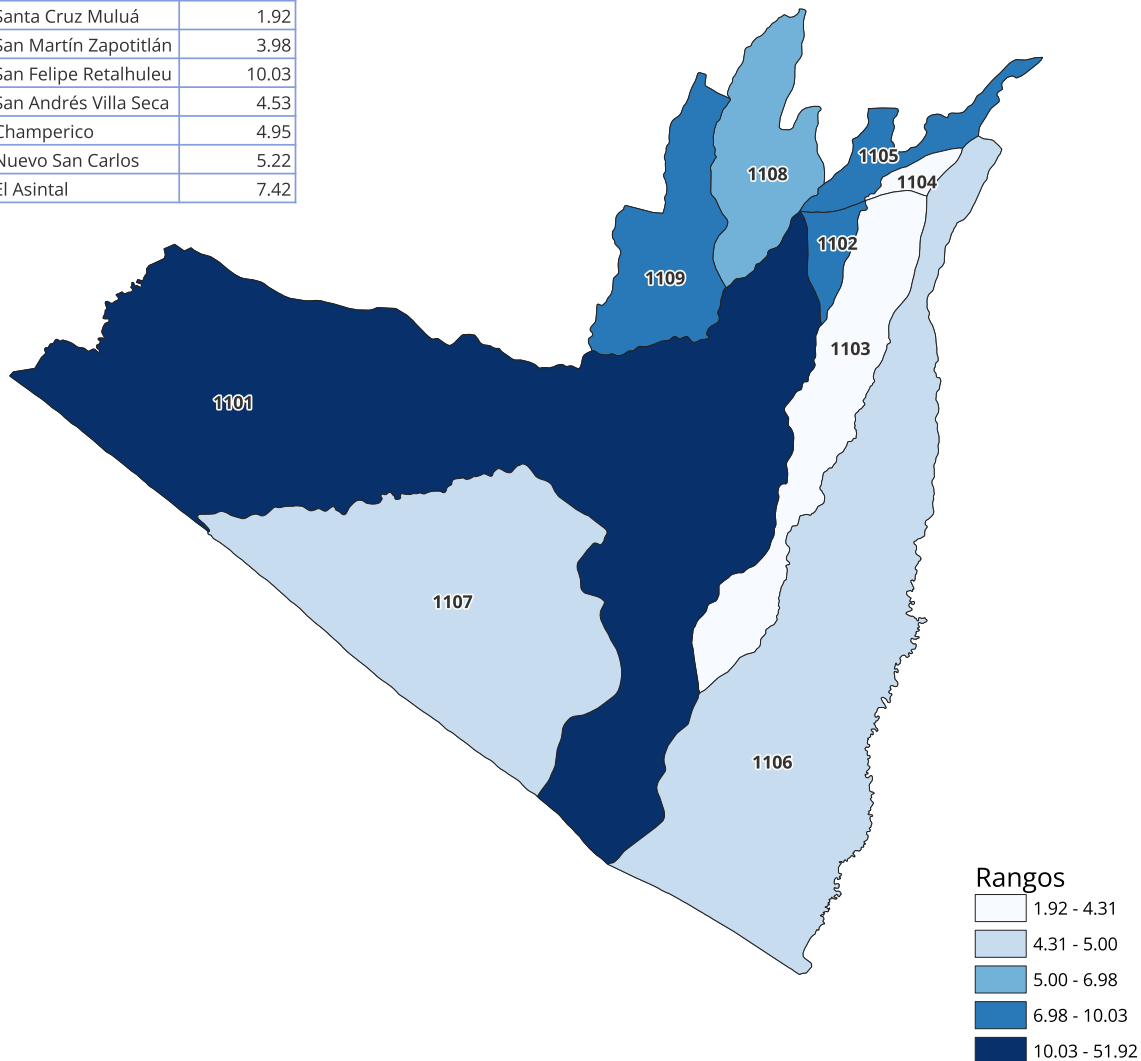 Santa Cruz Muluá 1.92
San Martín Zapotitlán 3.98
San Felipe Retalhuleu 10.03
San Andrés Villa Seca 4.53
Champerico 4.95
Nuevo San Carlos 5.22
El Asintal 7.42
1105
1108
1104
1102
1109
1103
1101
1107
1106
Rangos
1.92 - 4.31
4.31 - 5.00
5.00 - 6.98
6.98 - 10.03
10.03 - 51.92